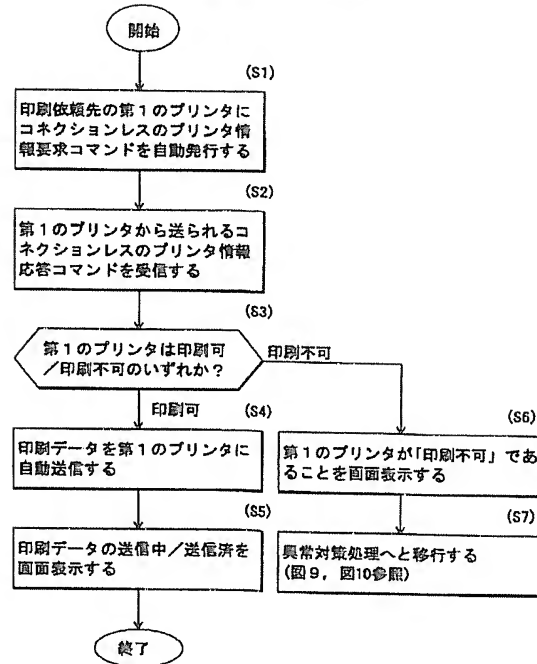 開始
(S1)
印刷依頼先の第1のプリンタに
コネクションレスのプリンタ情
報要求コマンドを自動発行する
(S2)
第1のプリンタから送られるコ
ネクションレスのプリンタ情報
応答コマンドを受信する
(S3)
第1のプリンタは印刷可
/印刷不可のいずれか?
印刷不可
印刷可
(S4)
印刷データを第1のプリンタに
自動送信する
(S5)
印刷データの送信中/送信済を
画面表示する
終了
(S6)
第1のプリンタが「印刷不可」であ
ることを画面表示する
(S7)
異常対策処理へと移行する
(図9,図10参照)